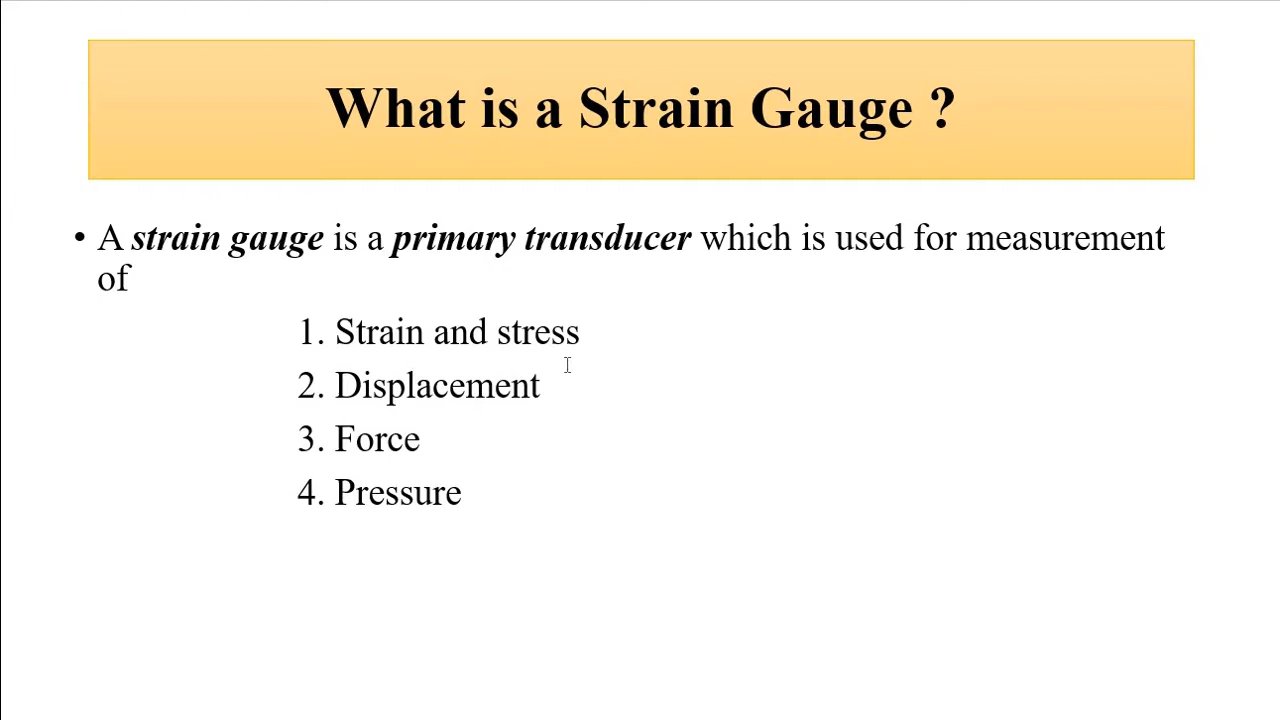 What is a Strain Gauge ?
• A strain gauge is a primary transducer which is used for measurement
of
1. Strain and stress
2. Displacement
3. Force
4. Pressure